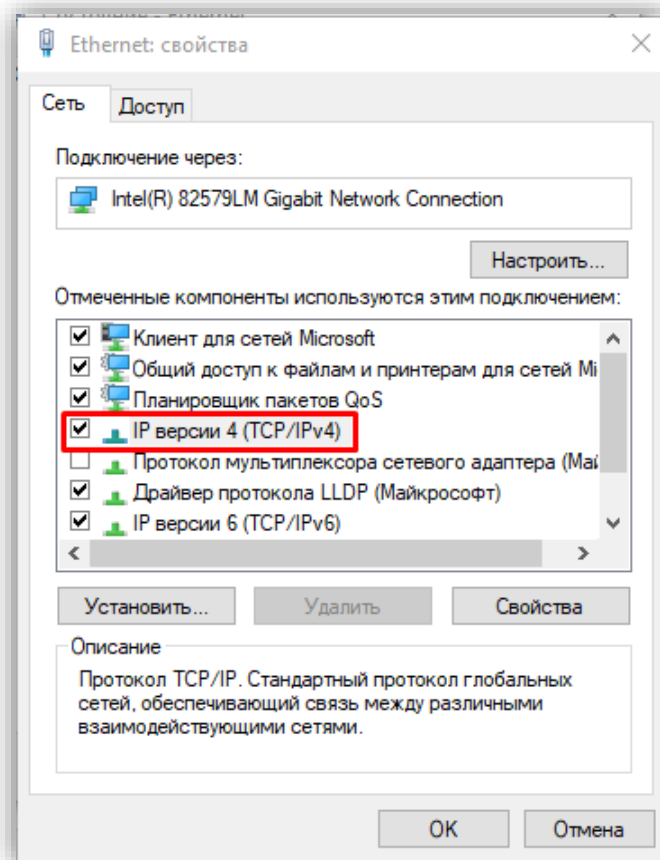 Ethernet: свойства
Сеть
Доступ
Подключение через:
Intel(R) 82579LM Gigabit Network Connection
Настроить...
Отмеченные компоненты используются этим подключением:
Клиент для сетей Microsoft
Общий доступ к файлам и принтерам для сетей Mi
Планировщик пакетов QoS
IP версии 4 (TCP/IPv4)
Протокол мультиплексора сетевого адаптера (Май
Драйвер протокола LLDP (Майкрософт)
IP версии 6 (TCP/IPv6)
Установить...
Удалить
Свойства
Описание
Протокол TCP/IP. Стандартный протокол глобальных
сетей, обеспечивающий связь между различными
взаимодействующими сетями.
OK
Отмена